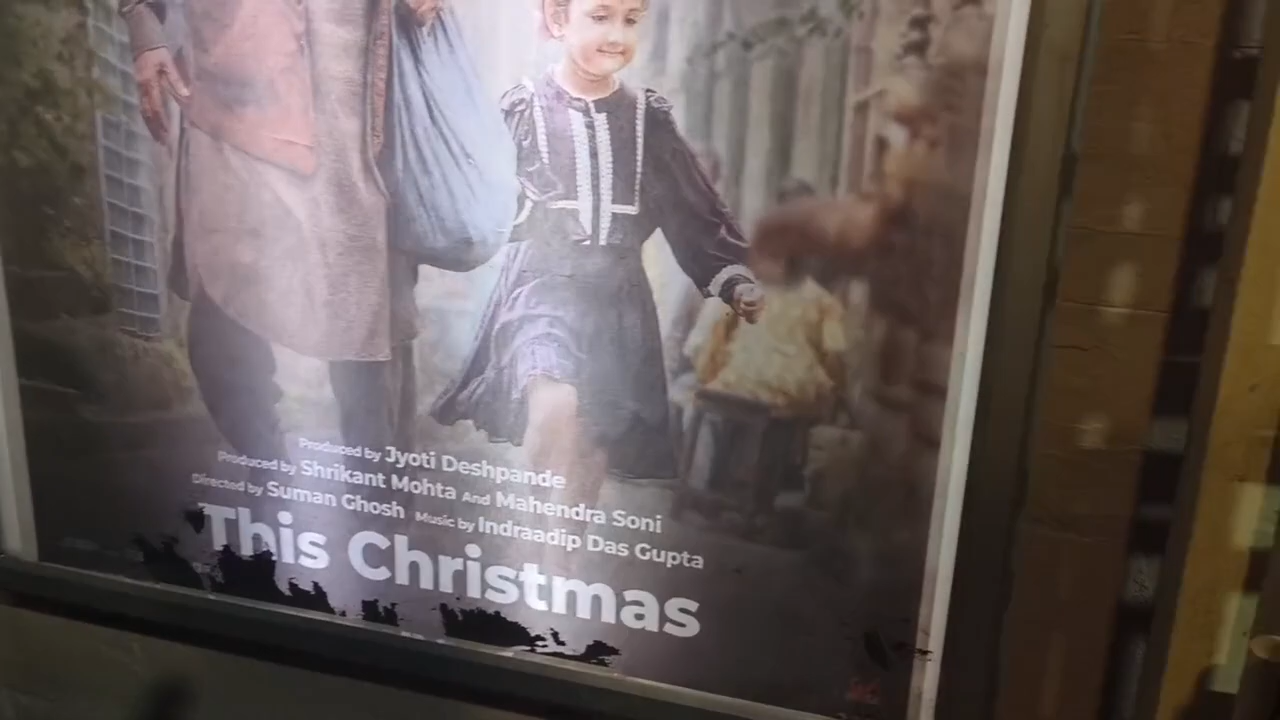 Produced by Jyoti Deshpande
Produced by Shrikant Mohta And Mahendra Soni
Directed by Suman Ghosh Music by Indraadip Das Gupta
This Christmas